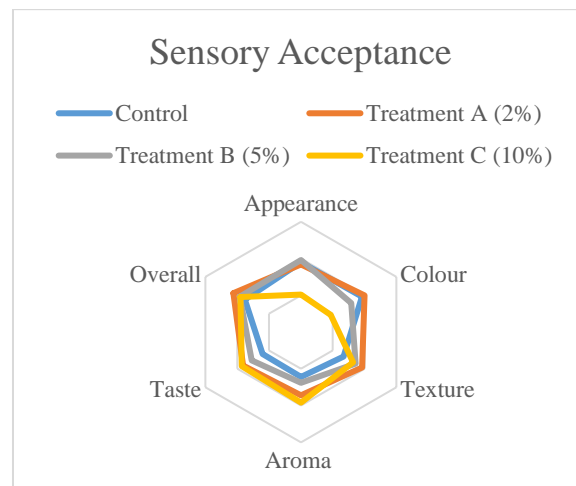 Sensory Acceptance
Control
Treatment A (2%)
Treatment B (5%)
Treatment C (10%)
Appearance
Overall
Colour
Taste
Texture
Aroma